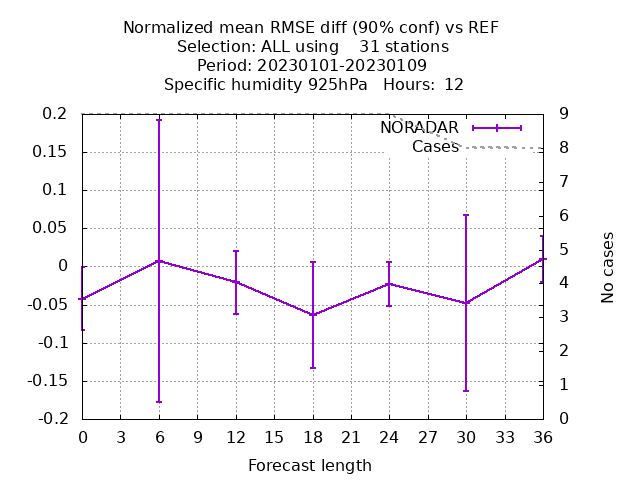 Normalized mean RMSE diff (90% conf) vs REF
Selection: ALL using    31 stations
Period: 20230101-20230109
Specific humidity 925hPa   Hours:  12
0.2
0.15
0.1
0.05
0
-0.05
-0.1
-0.15
-0.2
NORADAR
Cases
9
8
7
6
5
4
3
2
1
0
No cases
0 3 6 9 12 15 18 21 24 27 30 33 36
Forecast length